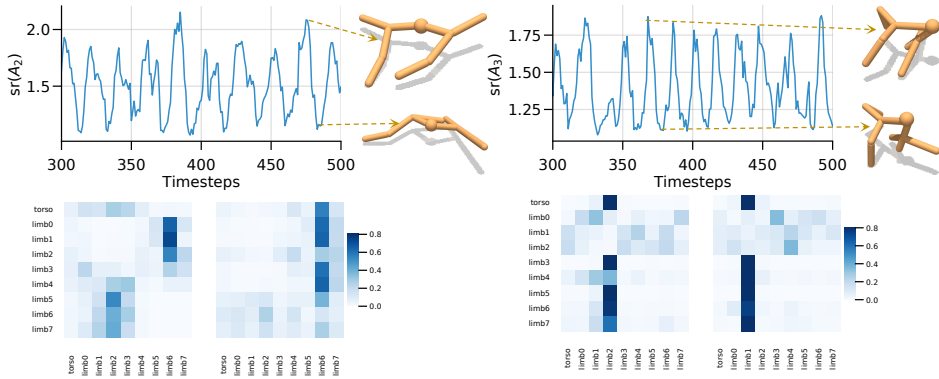 sr(A2)
2.0
1.5
300
350
400
450
500
Timesteps
sr(A3)
1.75
1.50
1.25
300
350
400
450
500
Timesteps
torso
limb0
limb1
limb2
limb3
limb4
limb5
limb6
limb7
torso
limb0
limb1
limb2
limb3
limb4
limb5
limb6
limb7
torso
limb0
limb1
limb2
limb3
limb4
limb5
limb6
limb7
0.8
0.6
0.4
0.2
0.0
torso
limb0
limb1
limb2
limb3
limb4
limb5
limb6
limb7
torso
limb0
limb1
limb2
limb3
limb4
limb5
limb6
limb7
torso
limb0
limb1
limb2
limb3
limb4
limb5
limb6
limb7
0.8
0.6
0.4
0.2
0.0